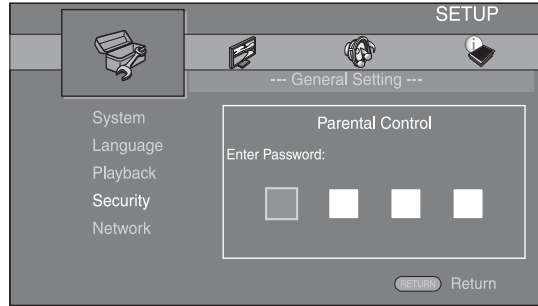 SETUP
--- General Setting ---
System
Language
Playback
Security
Network
Parental Control
Enter Password:
RETURN Return